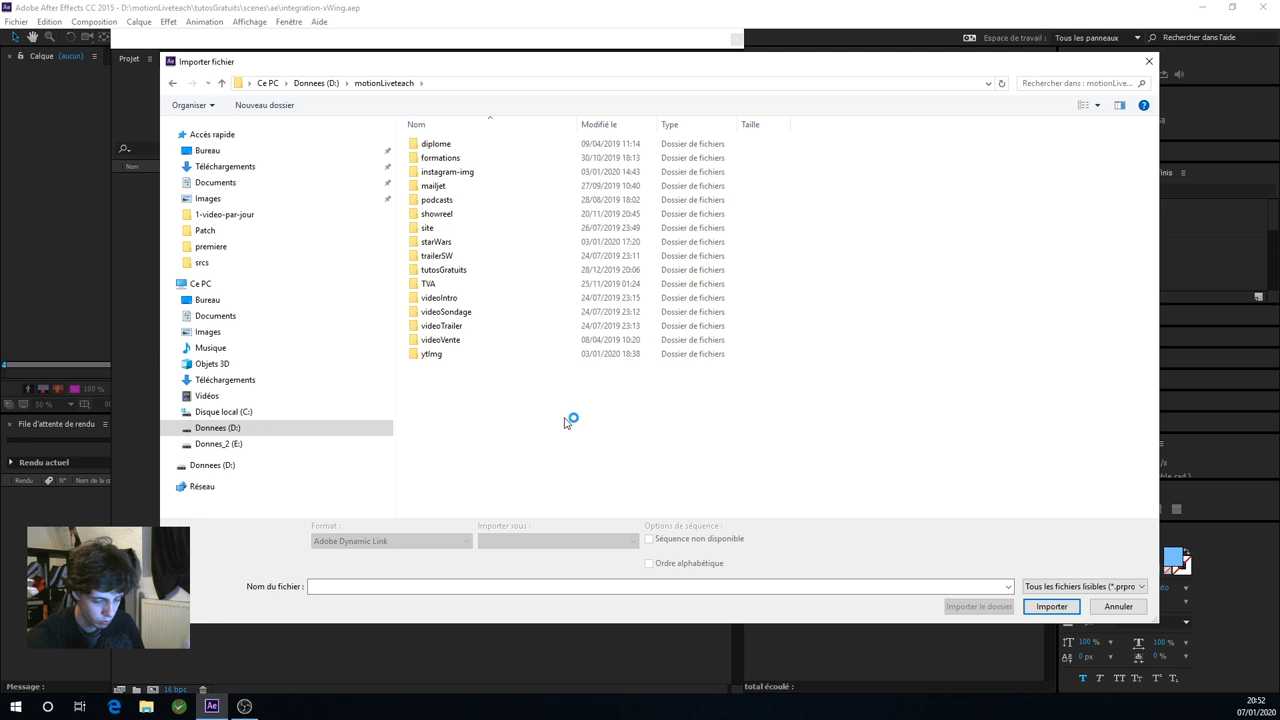 Adobe After Effects CC 2015 - D:\motionLiveteach\tutosGratuits\scenes\ae\integration-xWing.aep
Fichier Edition Composition Calque Effet Animation Affichage Fenêtre Aide
Espace de travail : Tous les panneaux Rechercher dans l'aide
Calque (aucun)
Projet
Importer fichier
Ce PC Donnees (D:) motionLiveteach
Rechercher dans : motionLive...
Organiser Nouveau dossier
Nom Modifié le Type Taille
Accès rapide
Bureau
Téléchargements
Documents
Images
1-video-par-jour
Patch
premiere
srcs
Ce PC
Bureau
Documents
Images
Musique
Objets 3D
Téléchargements
Vidéos
Disque local (C:)
Donnees (D:)
Donnes_2 (E:)
Donnees (D:)
Réseau
diplome 09/04/2019 11:14 Dossier de fichiers
formations 30/10/2019 18:13 Dossier de fichiers
instagram-img 03/01/2020 14:43 Dossier de fichiers
mailjet 27/09/2019 10:40 Dossier de fichiers
podcasts 28/08/2019 18:02 Dossier de fichiers
showreel 20/11/2019 20:45 Dossier de fichiers
site 26/07/2019 23:49 Dossier de fichiers
starWars 03/01/2020 17:20 Dossier de fichiers
trailerSW 24/07/2019 23:11 Dossier de fichiers
tutosGratuits 28/12/2019 20:06 Dossier de fichiers
TVA 25/11/2019 01:24 Dossier de fichiers
videoIntro 24/07/2019 23:15 Dossier de fichiers
videoSondage 24/07/2019 23:12 Dossier de fichiers
videoTrailer 24/07/2019 23:13 Dossier de fichiers
videoVente 08/04/2019 10:20 Dossier de fichiers
ytImg 03/01/2020 18:38 Dossier de fichiers
Nom
100 %
50 %
File d'attente de rendu
Rendu actuel
Rendu N° Nom de la c
Format : Importer sous : Options de séquence :
Adobe Dynamic Link
Séquence non disponible
Ordre alphabétique
Nom du fichier :
Tous les fichiers lisibles (*.prpro
Importer le dossier Importer Annuler
100 % 100 %
0 px 0 %
Message :
16 bpc
total écoulé :
20:52
07/01/2020